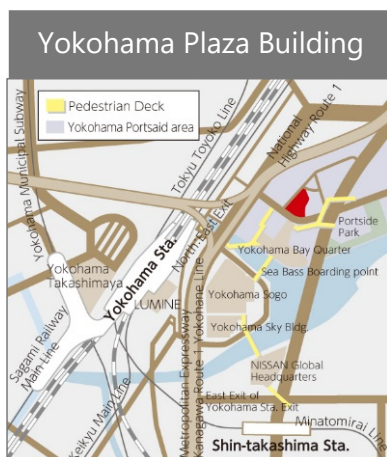 Yokohama Plaza Building
Pedestrian Deck
Yokohama Portsaid area
Yokohama Municipal Subway
Tokyu Toyoko Line
National
Highway Route 1
North-East Exit
Portside
Park
Yokohama Bay Quarter
Sea Bass Boarding point
Yokohama Sta.
Yokohama
Takashimaya
LUMINE
Yokohama Sogo
Yokohama Sky Bldg.
Sagami Railway
Main Line
NISSAN Global
Headquarters
Keikyu Main Line
Metropolitan Expressway
Kanagawa Route 1 Yokohane Line
East Exit of
Yokohama Sta. Exit
Minatomirai Line
Shin-takashima Sta.